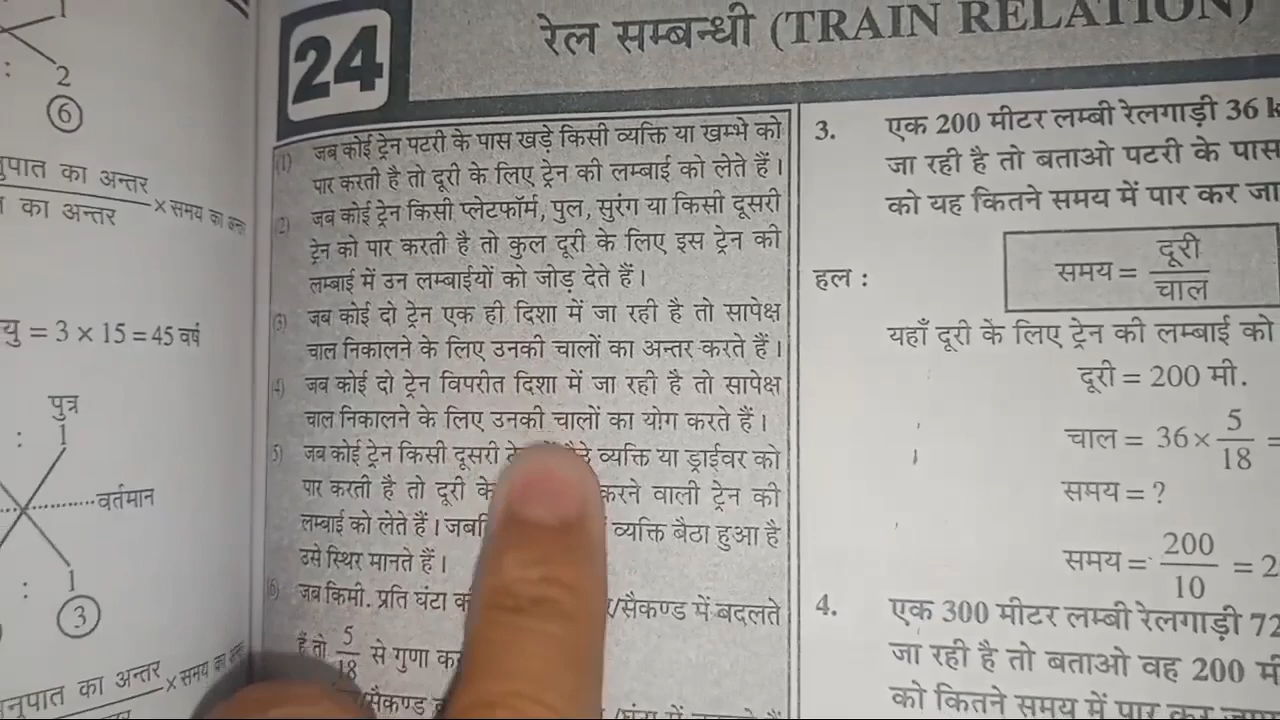 1
2
6
नुपात का अन्तर
का अन्तर
× समय का अन्तर
यु = 3 × 15 = 45 वर्ष
पुत्र
: 1
वर्तमान
: 1
3
अनुपात का अन्तर × समय का
24
रेल सम्बन्धी (TRAIN RELATION)
(1) जब कोई ट्रेन पटरी के पास खड़े किसी व्यक्ति या खम्भे को
पार करती है तो दूरी के लिए ट्रेन की लम्बाई को लेते हैं।
2) जब कोई ट्रेन किसी प्लेटफॉर्म, पुल, सुरंग या किसी दूसरी
ट्रेन को पार करती है तो कुल दूरी के लिए इस ट्रेन की
लम्बाई में उन लम्बाईयों को जोड़ देते हैं।
(3) जब कोई दो ट्रेन एक ही दिशा में जा रही है तो सापेक्ष
चाल निकालने के लिए उनकी चालों का अन्तर करते हैं।
(4) जब कोई दो ट्रेन विपरीत दिशा में जा रही है तो सापेक्ष
चाल निकालने के लिए उनकी चालों का योग करते हैं।
5) जब कोई ट्रेन किसी दूसरी व्यक्ति या ड्राईवर को
पार करती है तो दूरी के करने वाली ट्रेन की
लम्बाई को लेते हैं। व्यक्ति बैठा हुआ है
उसे स्थिर मानते हैं।
(6) जब किमी. प्रति घंटा /सैकण्ड में बदलते
हैं तो 5/18 से गुणा
/सैकण्ड
3. एक 200 मीटर लम्बी रेलगाड़ी 36
जा रही है तो बताओ पटरी के पास
को यह कितने समय में पार कर जा
हल : समय = दूरी/चाल
यहाँ दूरी के लिए ट्रेन की लम्बाई को
दूरी = 200 मी.
चाल = 36 × 5/18 =
समय = ?
समय = 200/10 = 2
4. एक 300 मीटर लम्बी रेलगाड़ी 72
जा रही है तो बताओ वह 200 मी
को कितने समय में पार कर